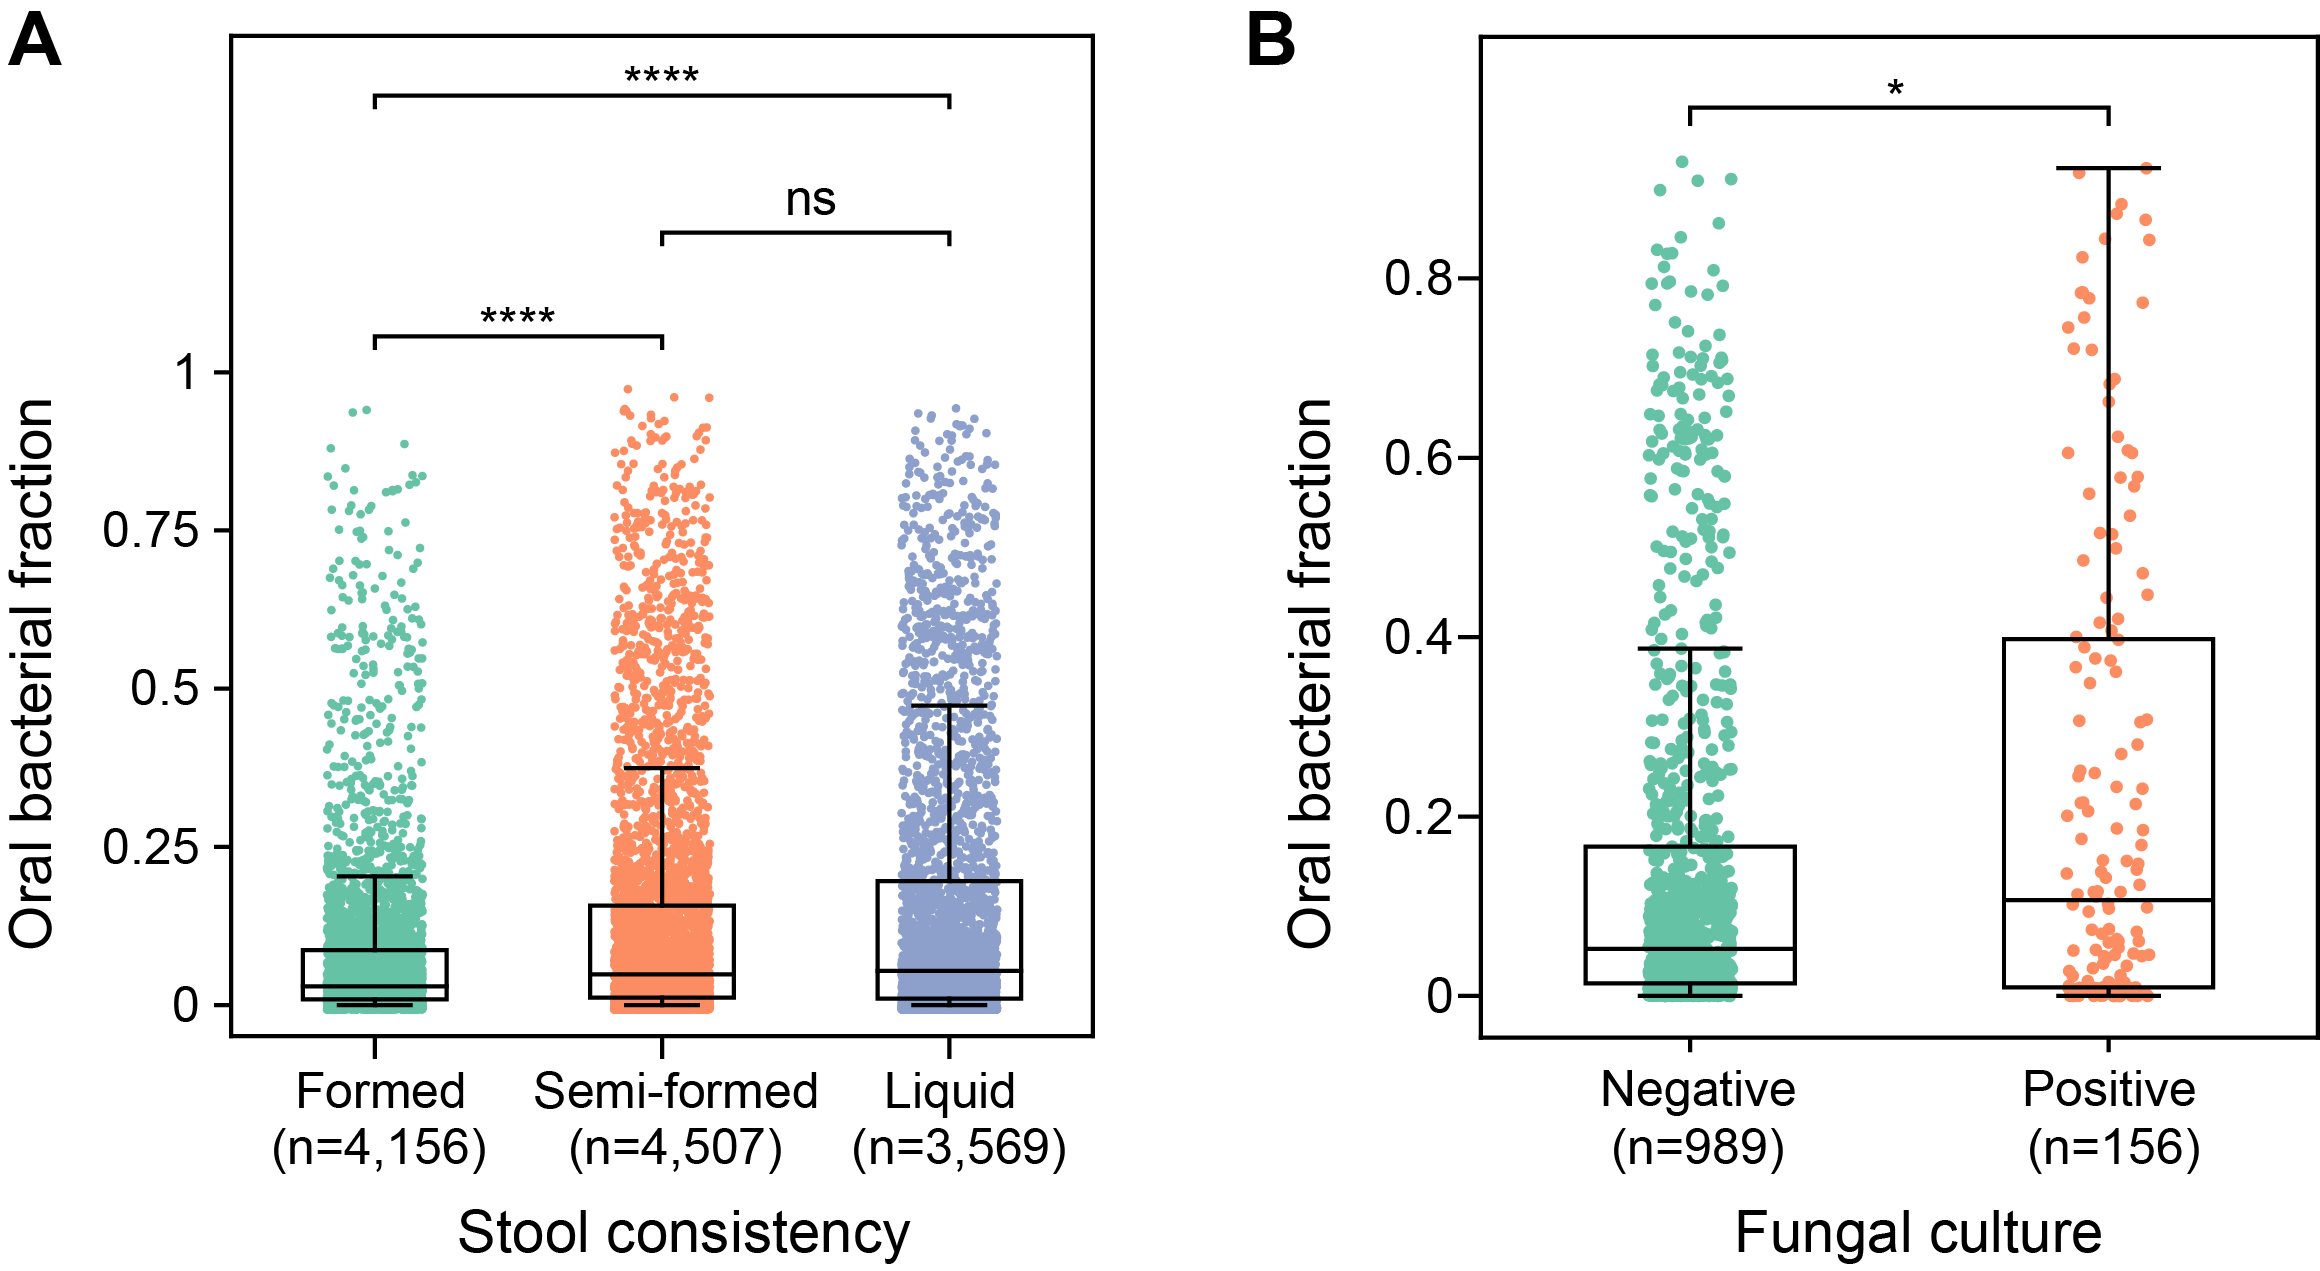 A
Oral bacterial fraction
1
0.75
0.5
0.25
0
****
ns
****
Formed
(n=4,156)
Semi-formed
(n=4,507)
Liquid
(n=3,569)
Stool consistency
B
Oral bacterial fraction
0.8
0.6
0.4
0.2
0
*
Negative
(n=989)
Positive
(n=156)
Fungal culture